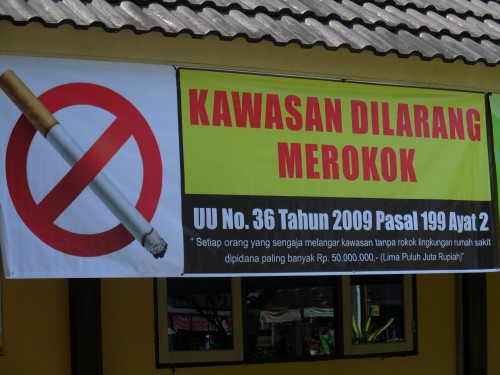 KAWASAN DILARANG
MEROKOK
UU No. 36 Tahun 2009 Pasal 199 Ayat 2
" Setiap orang yang sengaja melangar kawasan tanpa rokok lingkungan rumah sakit
dipidana paling banyak Rp. 50.000.000,- (Lima Puluh Juta Rupiah)"